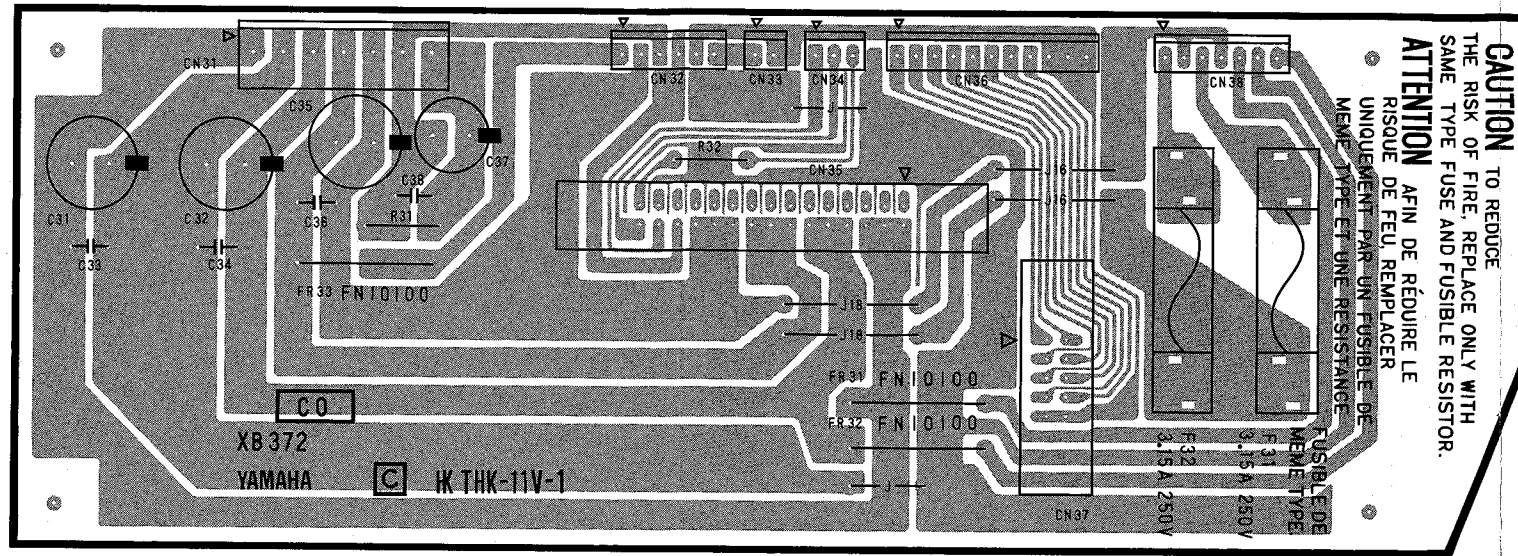 CN31
CN32
CN33
CN34
CN36
CN38
C35
C37
J
R32
CN35
J16
J16
C38
C36
R31
C31
C32
C33
C34
FR33 FN10100
J18
J18
FR31 FN10100
FR32 FN10100
J
C0
XB372
YAMAHA C IK THK-11V-1
CN37
CAUTION TO REDUCE
THE RISK OF FIRE, REPLACE ONLY WITH
SAME TYPE FUSE AND FUSIBLE RESISTOR.
ATTENTION AFIN DE RÉDUIRE LE
RISQUE DE FEU, REMPLACER
UNIQUEMENT PAR UN FUSIBLE DE
MEME TYPE ET UNE RESISTANCE
FUSIBLE DE
MEME TYPE
F31
3.15A 250V
F32
3.15A 250V